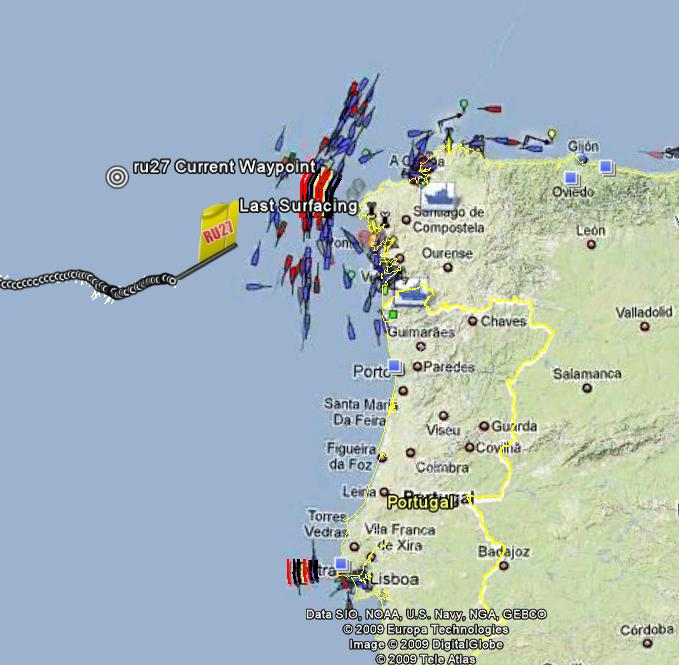 Gijón
A Co
ru27 Current Waypoint
Oviedo
Last Surfacing
RU27
Santiago de
Compostela
León
Ourense
Valladolid
Chaves
Guimarães
Paredes
Salamanca
Santa Maria
Da Feira
Viseu
Guarda
Covilhã
Figueira
da Foz
Coimbra
Leiria
Portugal
Portugal
Torres
Vedras
Vila Franca
de Xira
Badajoz
Lisboa
Data SIO, NOAA, U.S. Navy, NGA, GEBCO
© 2009 Europa Technologies
Image © 2009 DigitalGlobe
© 2009 Tele Atlas
Córdoba